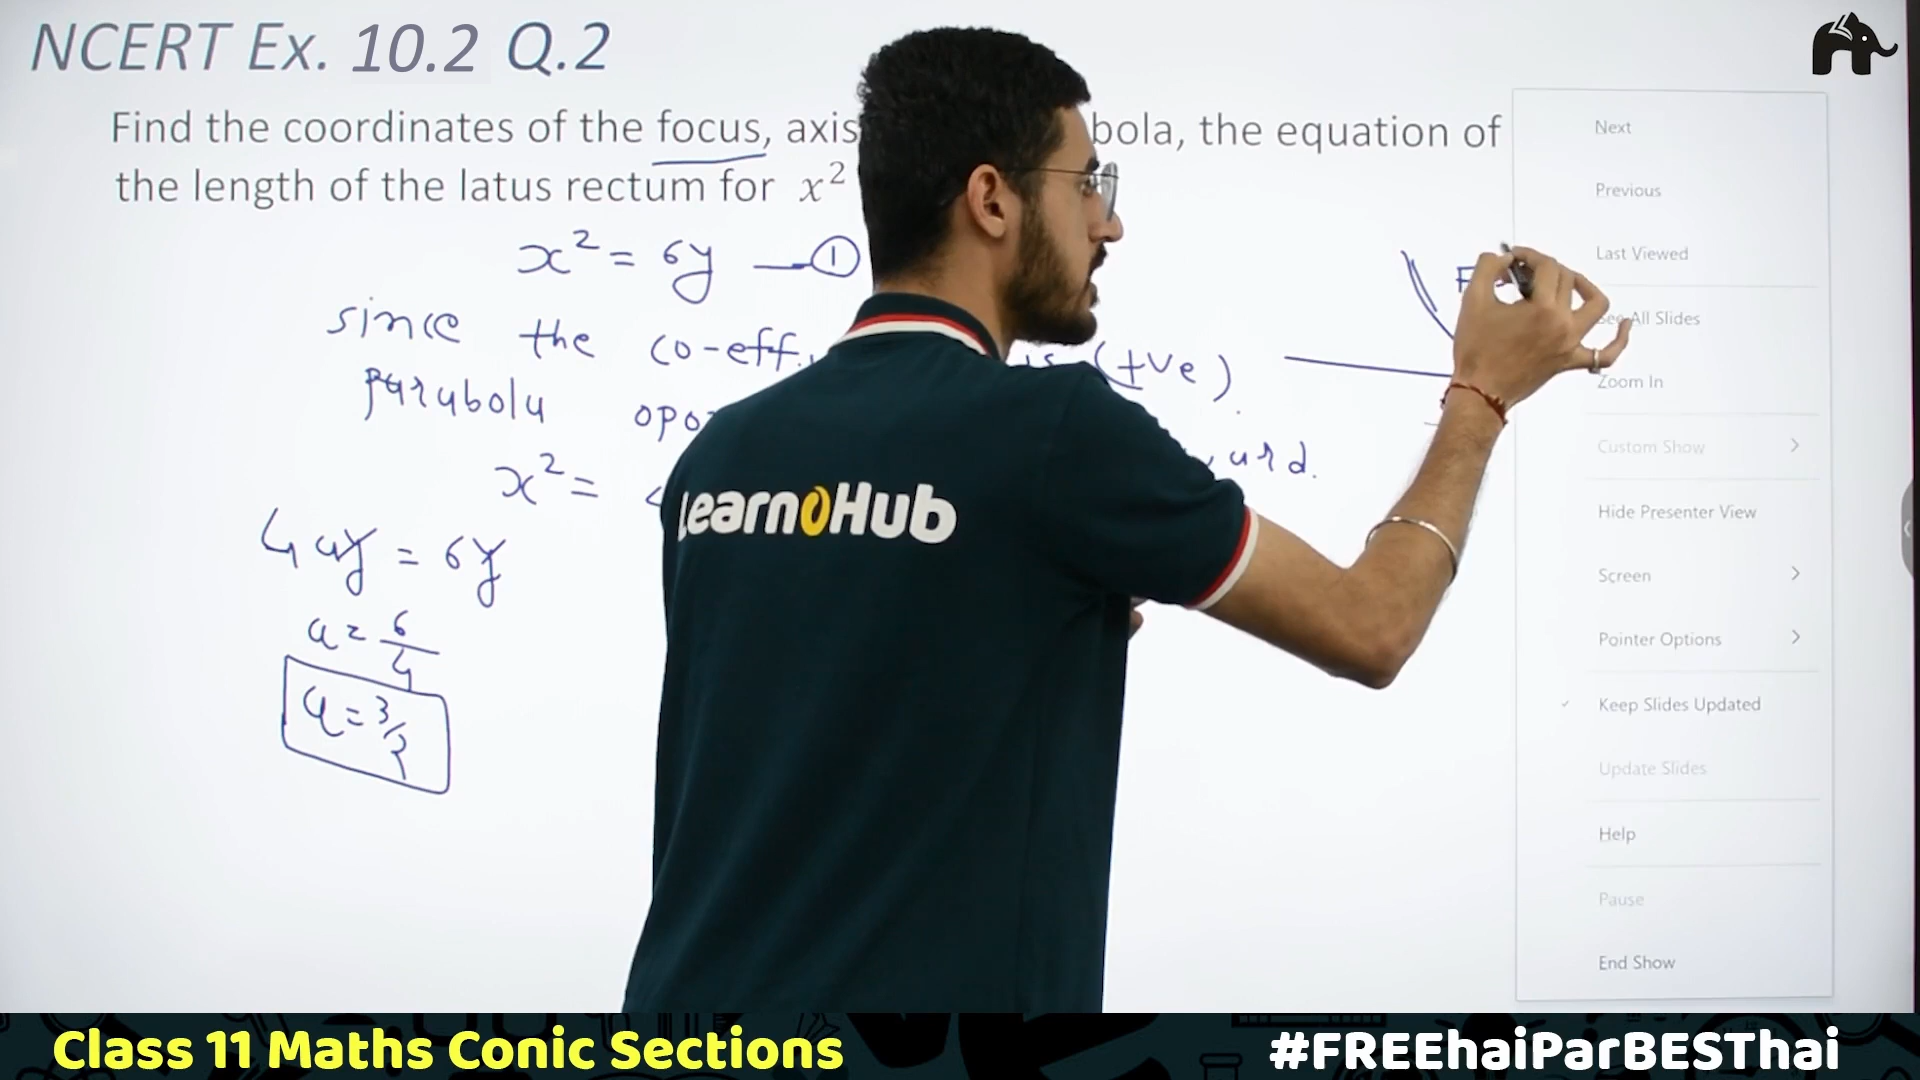 NCERT Ex. 10.2 Q.2
Find the coordinates of the focus, axis bola, the equation of
the length of the latus rectum for x²
x² = 6y — ①
since the co-eff. is (+ve).
parabola upward.
x² =
4ay = 6y
a = 6/4
a = 3/2
F
LearnoHub
Next
Previous
Last Viewed
See All Slides
Zoom In
Custom Show
Hide Presenter View
Screen
Pointer Options
Keep Slides Updated
Update Slides
Help
Pause
End Show
Class 11 Maths Conic Sections
#FREEhaiParBESThai